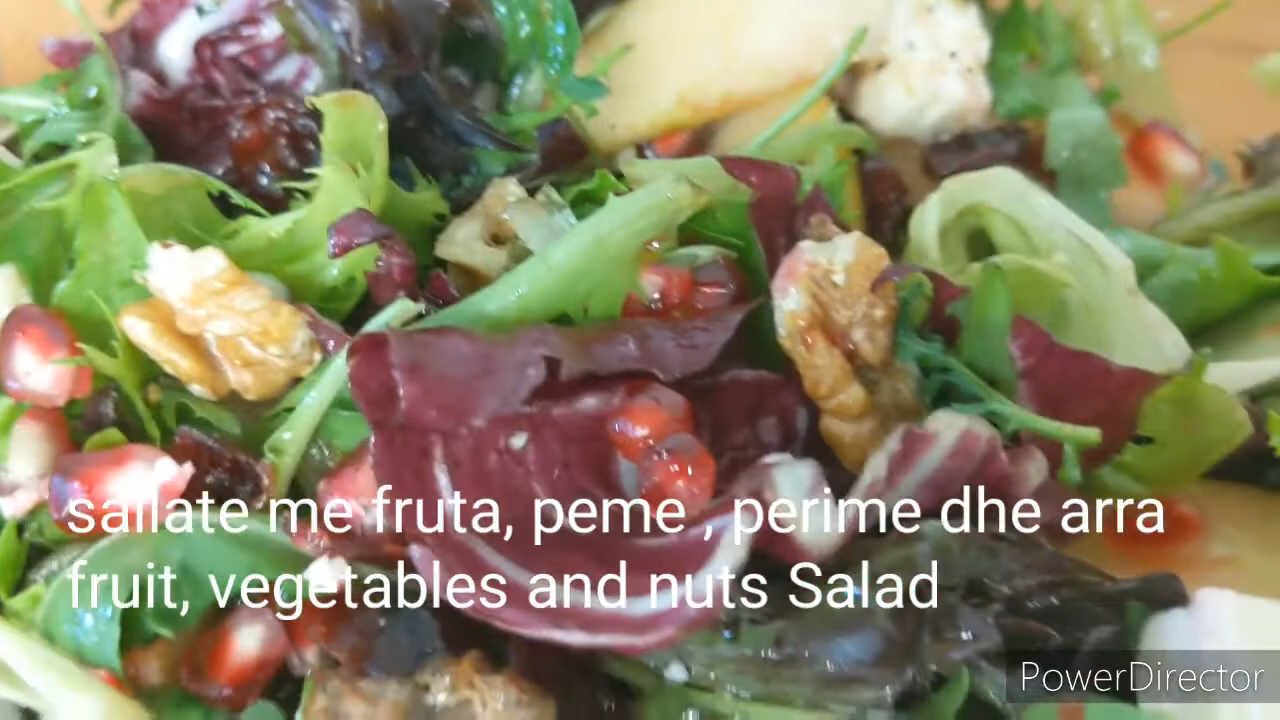 sallate me fruta, peme , perime dhe arra
fruit, vegetables and nuts Salad
PowerDirector